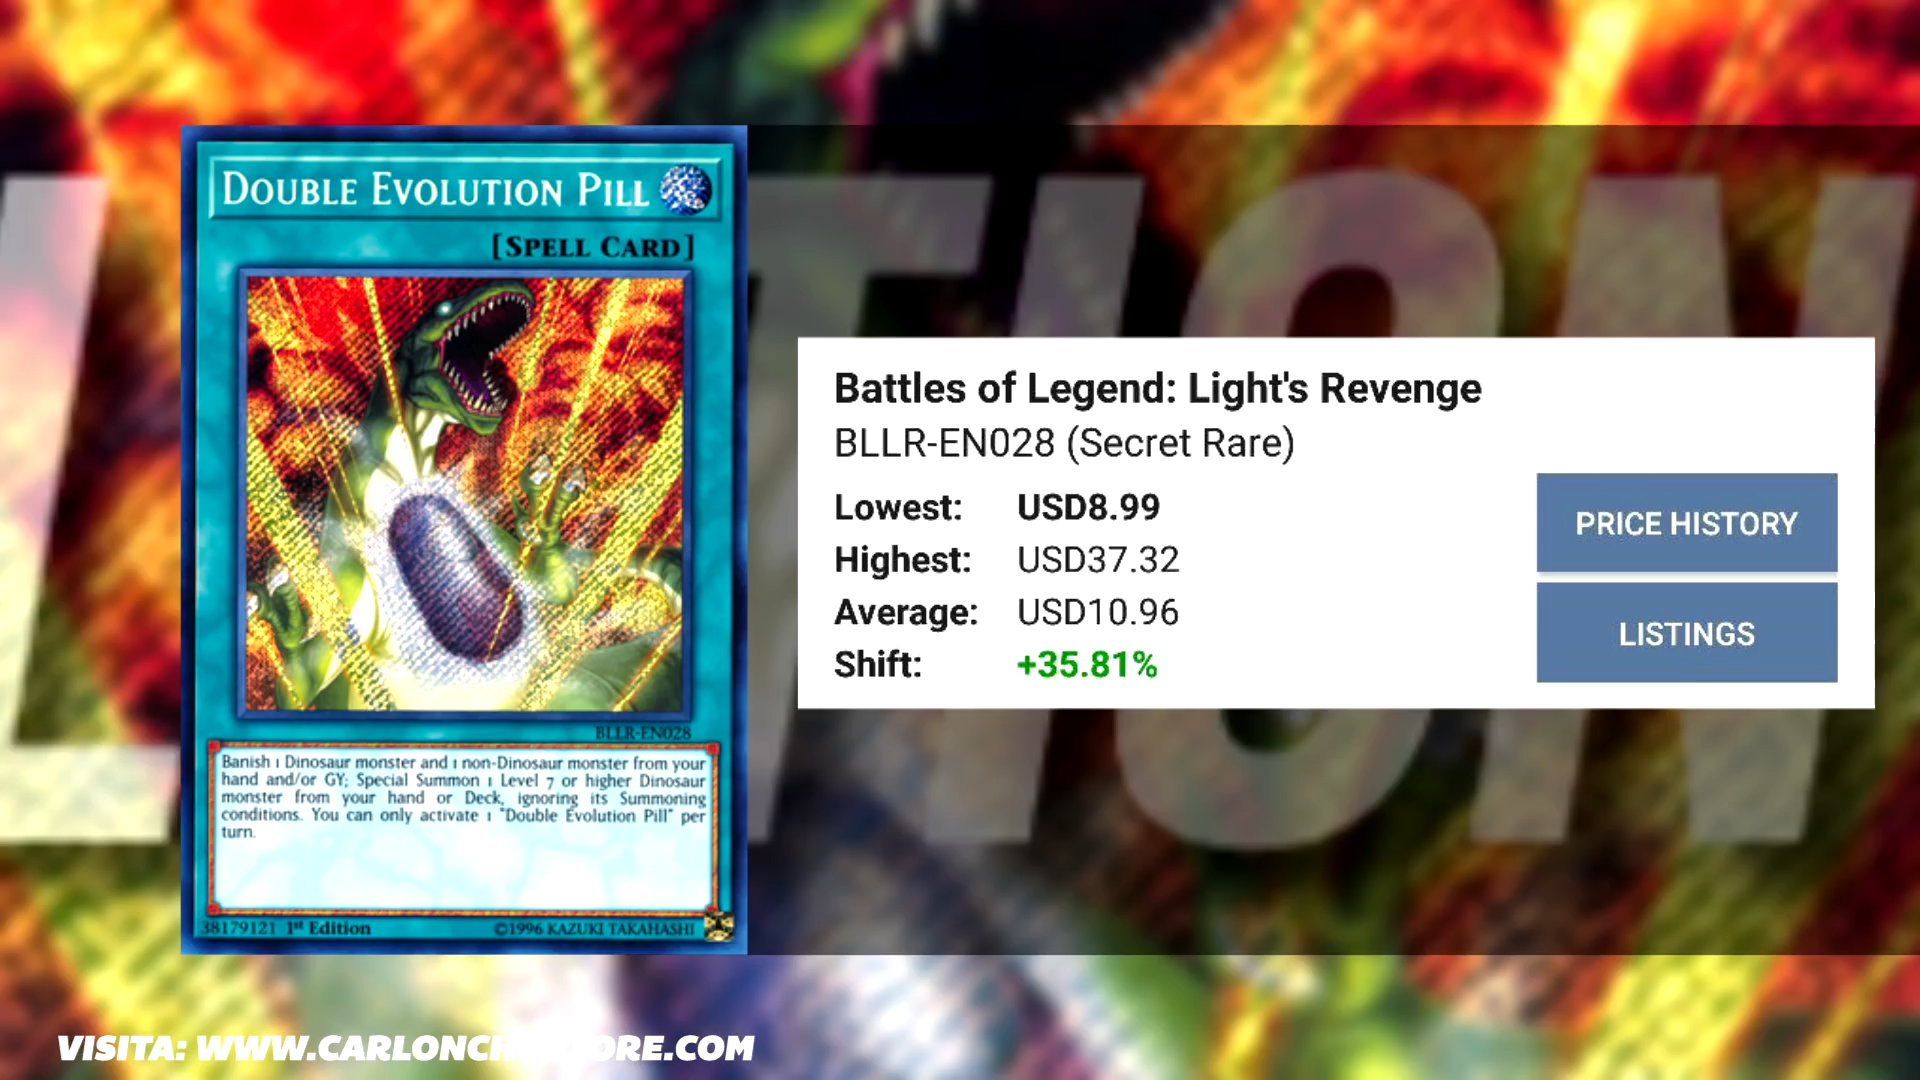 DOUBLE EVOLUTION PILL
[SPELL CARD]
BLLR-EN028
Banish 1 Dinosaur monster and 1 non-Dinosaur monster from your
hand and/or GY; Special Summon 1 Level 7 or higher Dinosaur
monster from your hand or Deck, ignoring its Summoning
conditions. You can only activate 1 "Double Evolution Pill" per
turn.
38179121 1st Edition
©1996 KAZUKI TAKAHASHI
Battles of Legend: Light's Revenge
BLLR-EN028 (Secret Rare)
Lowest: USD8.99
Highest: USD37.32
Average: USD10.96
Shift: +35.81%
PRICE HISTORY
LISTINGS
VISITA: